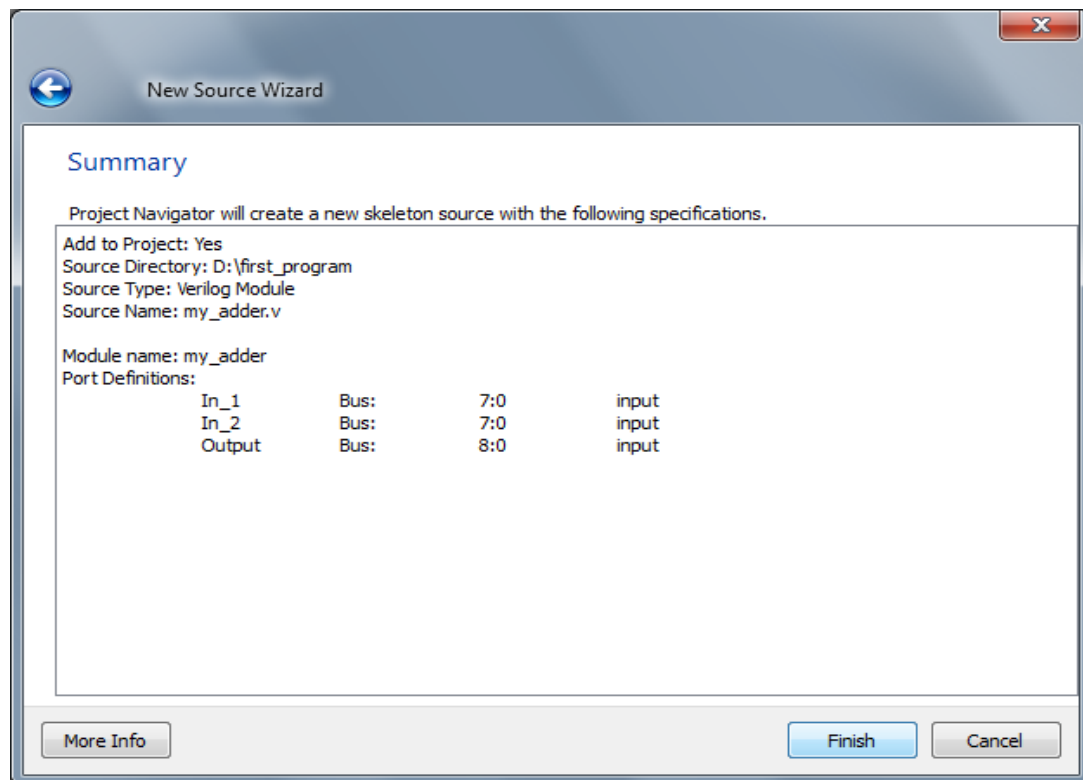 New Source Wizard
Summary
Project Navigator will create a new skeleton source with the following specifications.
Add to Project: Yes
Source Directory: D:\first_program
Source Type: Verilog Module
Source Name: my_adder.v
Module name: my_adder
Port Definitions:
In_1 Bus: 7:0 input
In_2 Bus: 7:0 input
Output Bus: 8:0 input
More Info Finish Cancel